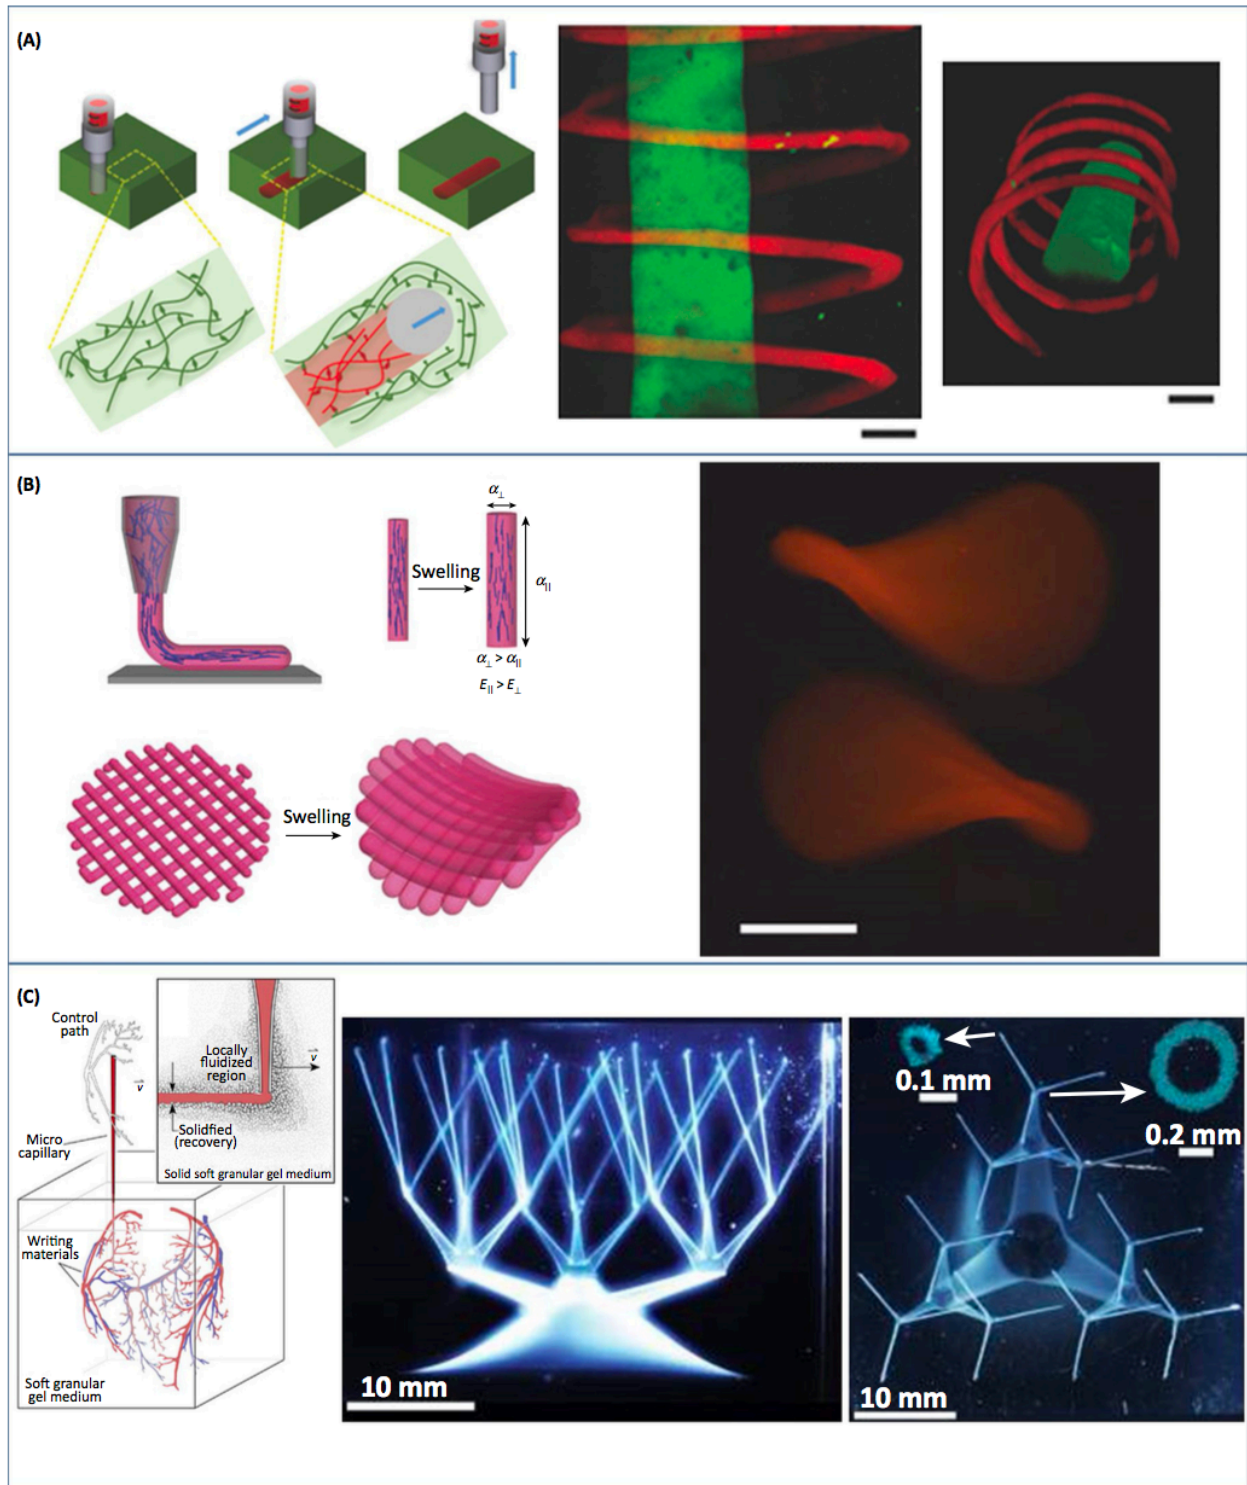 (A)
(B)
α⊥
Swelling
α||
α⊥ > α||
E|| > E⊥
Swelling
(C)
Control
path
v
Micro
capillary
Locally
fluidized
region
v
Solidfied
(recovery)
Solid soft granular gel medium
Writing
materials
Soft granular
gel medium
10 mm
0.1 mm
0.2 mm
10 mm